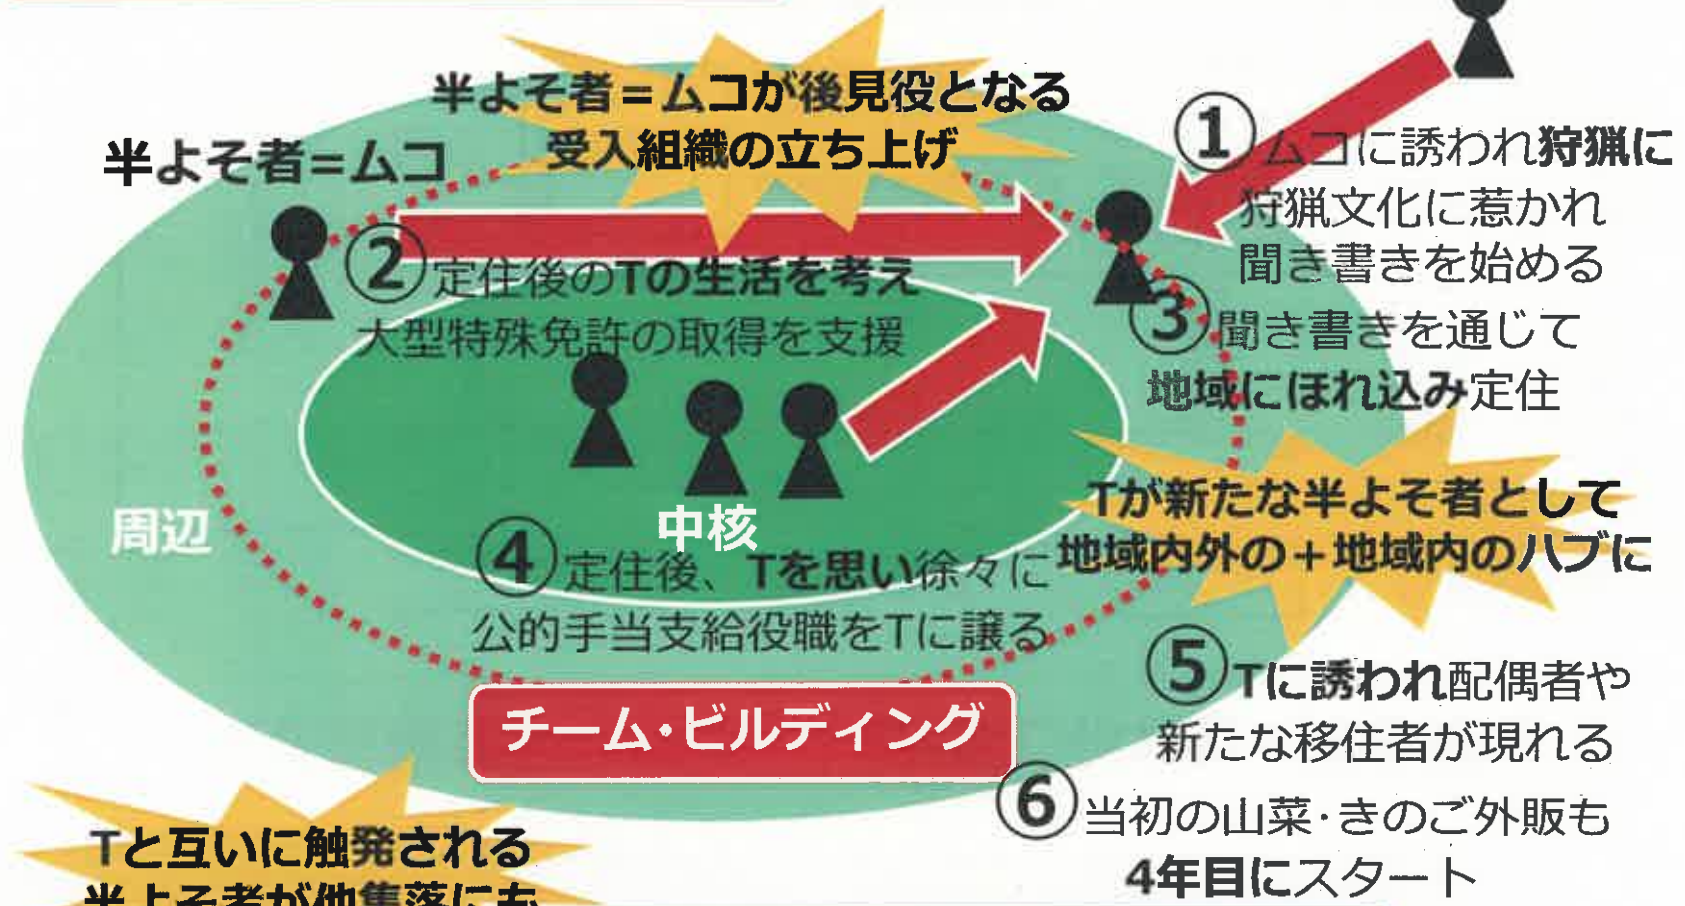 半よそ者=ムコが後見役となる
受入組織の立ち上げ
半よそ者=ムコ
①ムコに誘われ狩猟に
狩猟文化に惹かれ
聞き書きを始める
②定住後のTの生活を考え
大型特殊免許の取得を支援
③聞き書きを通じて
地域にほれ込み定住
周辺
中核
Tが新たな半よそ者として
地域内外の+地域内のハブに
④定住後、Tを思い徐々に
公的手当支給役職をTに譲る
チーム・ビルディング
⑤Tに誘われ配偶者や
新たな移住者が現れる
⑥当初の山菜・きのこ外販も
4年目にスタート
Tと互いに触発される
半よそ者が他集落にも